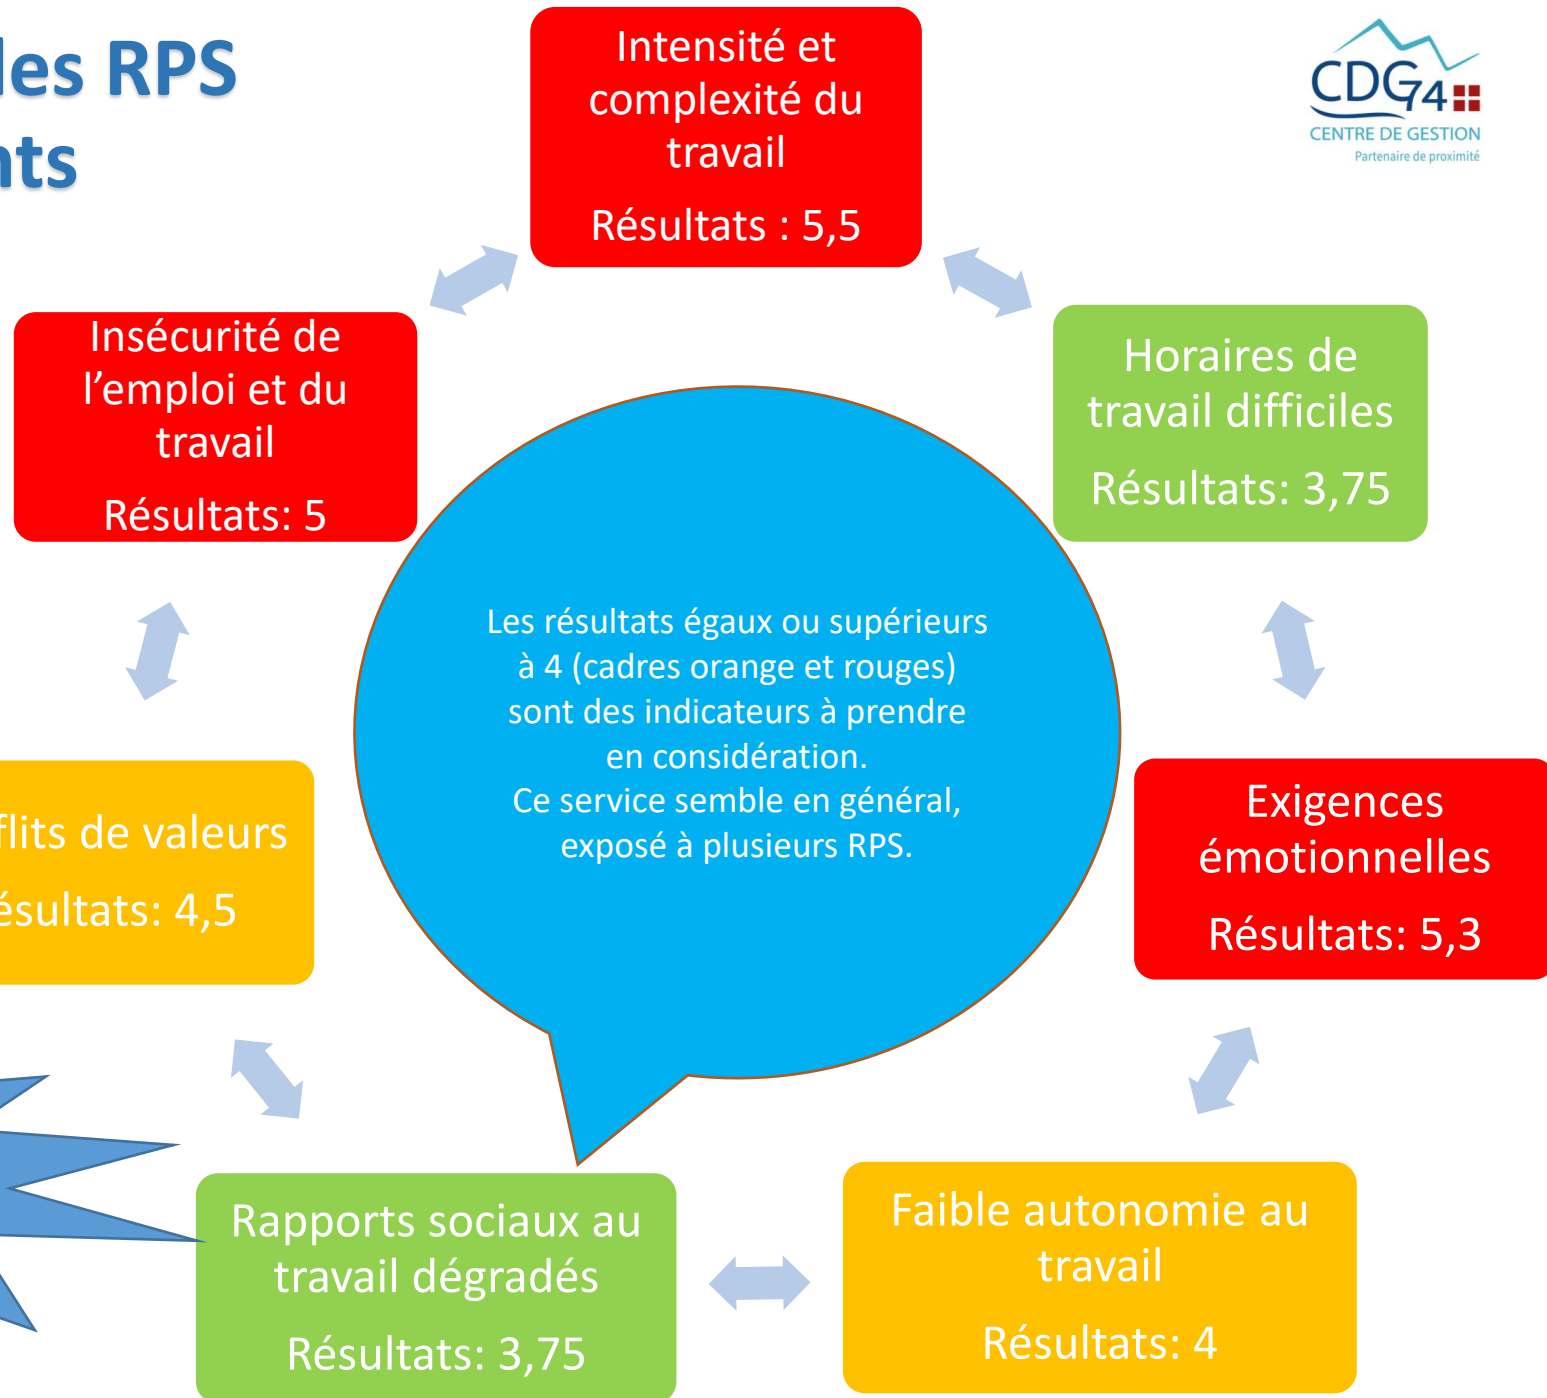 les RPS
nts
Intensité et
complexité du
travail
Résultats : 5,5
CDG74
CENTRE DE GESTION
Partenaire de proximité
Insécurité de
l’emploi et du
travail
Résultats: 5
Horaires de
travail difficiles
Résultats: 3,75
Les résultats égaux ou supérieurs
à 4 (cadres orange et rouges)
sont des indicateurs à prendre
en considération.
Ce service semble en général,
exposé à plusieurs RPS.
flits de valeurs
ésultats: 4,5
Exigences
émotionnelles
Résultats: 5,3
Rapports sociaux au
travail dégradés
Résultats: 3,75
Faible autonomie au
travail
Résultats: 4